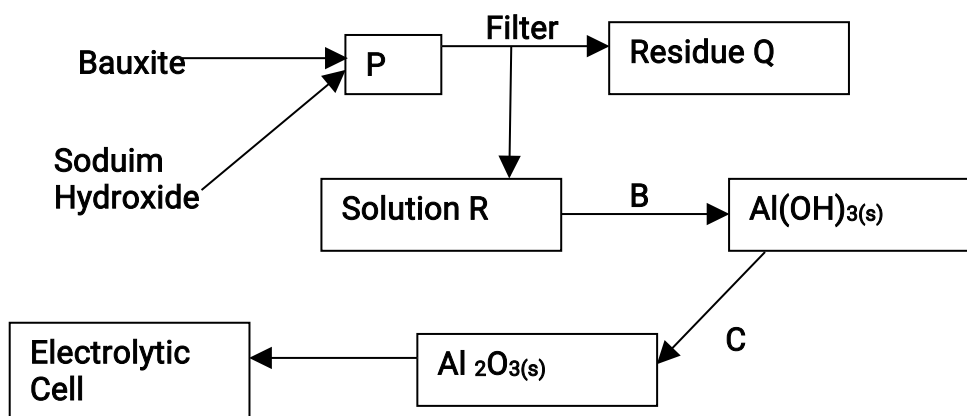 Filter
Bauxite
P
Residue Q
Soduim
Hydroxide
Solution R
B
Al(OH)3(s)
C
Electrolytic
Cell
Al 2O3(s)